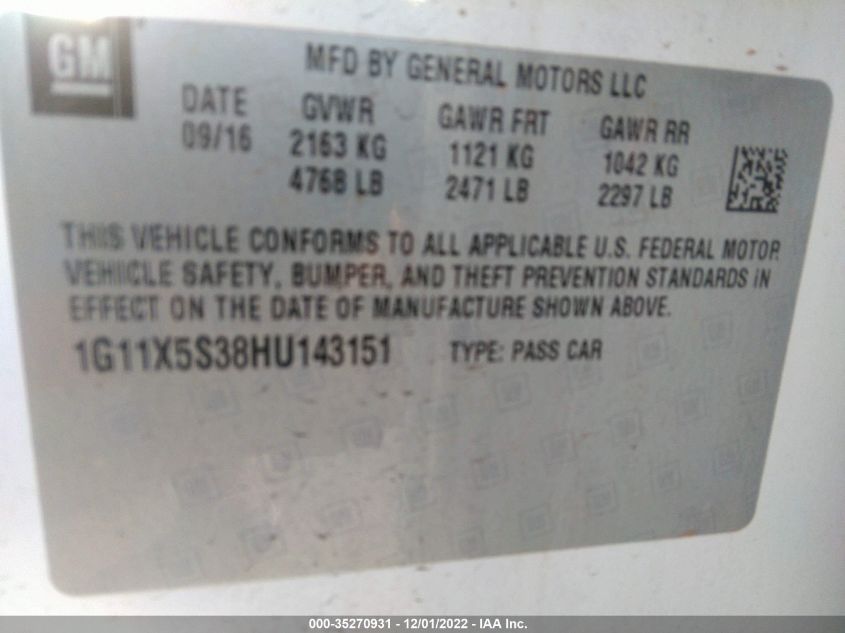 GM
MFD BY GENERAL MOTORS LLC
DATE GVWR GAWR FRT GAWR RR
09/16 2163 KG 1121 KG 1042 KG
4768 LB 2471 LB 2297 LB
THIS VEHICLE CONFORMS TO ALL APPLICABLE U.S. FEDERAL MOTOR
VEHICLE SAFETY, BUMPER, AND THEFT PREVENTION STANDARDS IN
EFFECT ON THE DATE OF MANUFACTURE SHOWN ABOVE.
1G11X5S38HU143151 TYPE: PASS CAR
000-35270931 - 12/01/2022 - IAA Inc.